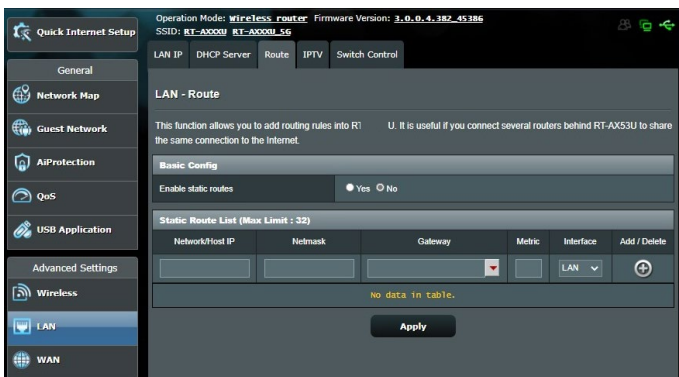 Operation Mode: Wireless router Firmware Version: 3.0.0.4.382_45386
SSID: RT-AXXXU RT-AXXXU_5G
Quick Internet Setup
General
Network Map
Guest Network
AiProtection
QoS
USB Application
Advanced Settings
Wireless
LAN
WAN
LAN IP DHCP Server Route IPTV Switch Control
LAN - Route
This function allows you to add routing rules into RT U. It is useful if you connect several routers behind RT-AX53U to share
the same connection to the Internet.
Basic Config
Enable static routes Yes No
Static Route List (Max Limit : 32)
Network/Host IP Netmask Gateway Metric Interface Add / Delete
LAN
No data in table.
Apply